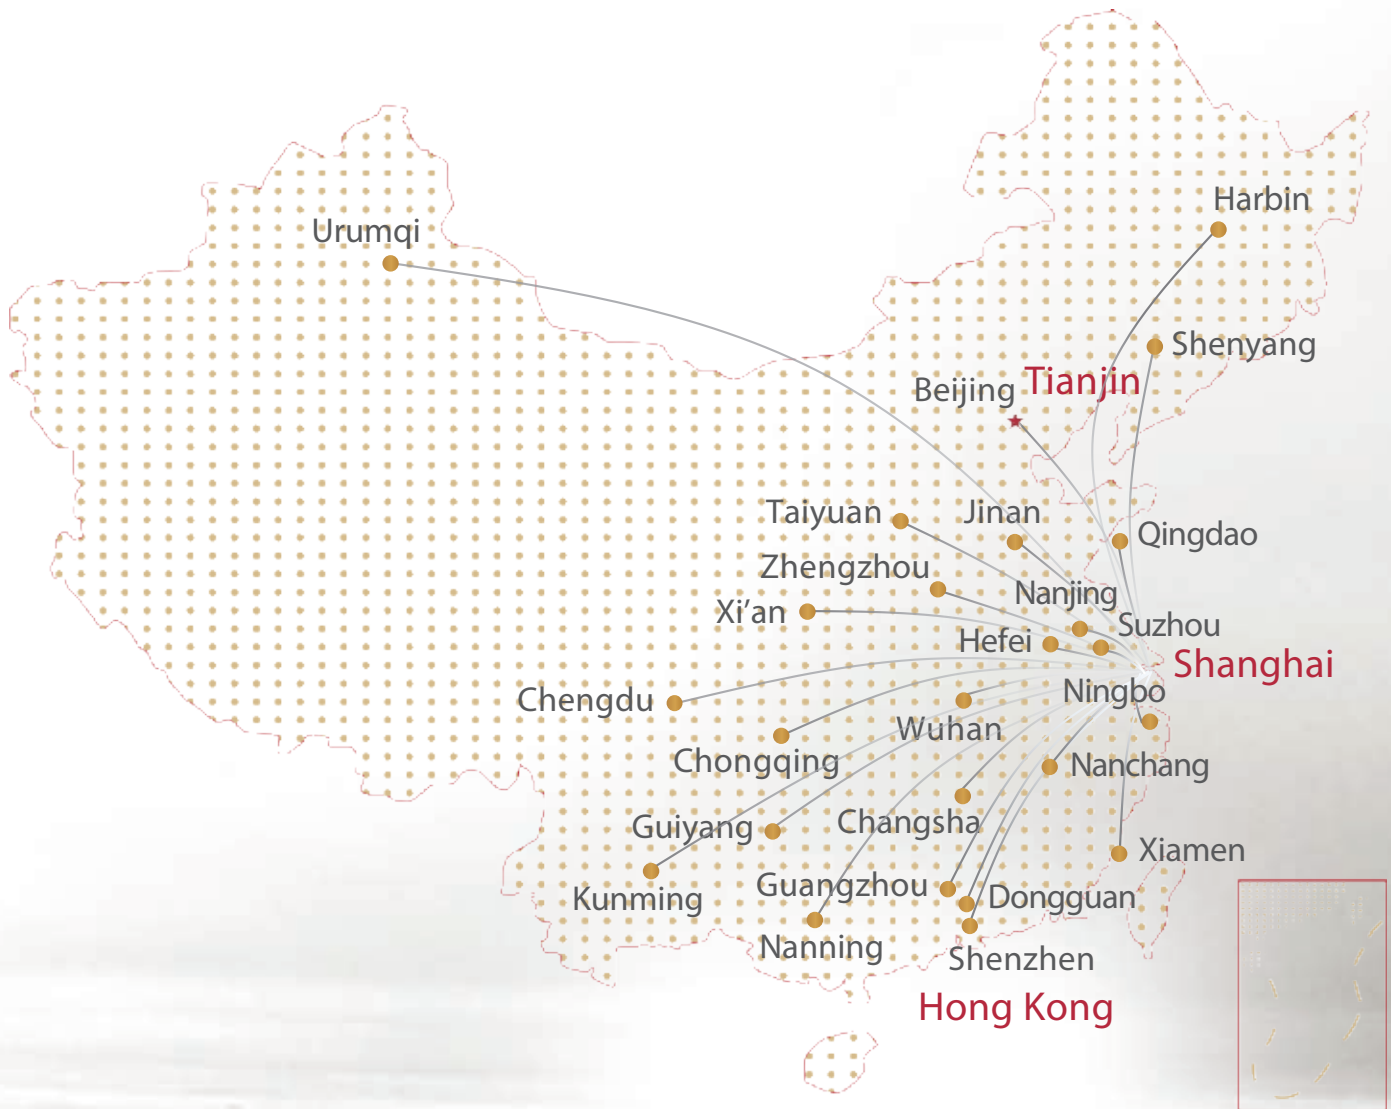 Harbin
Urumqi
Shenyang
Beijing
Tianjin
Taiyuan
Jinan
Qingdao
Zhengzhou
Nanjing
Xi’an
Suzhou
Hefei
Shanghai
Chengdu
Ningbo
Wuhan
Chongqing
Nanchang
Guiyang
Changsha
Xiamen
Kunming
Guangzhou
Dongguan
Nanning
Shenzhen
Hong Kong